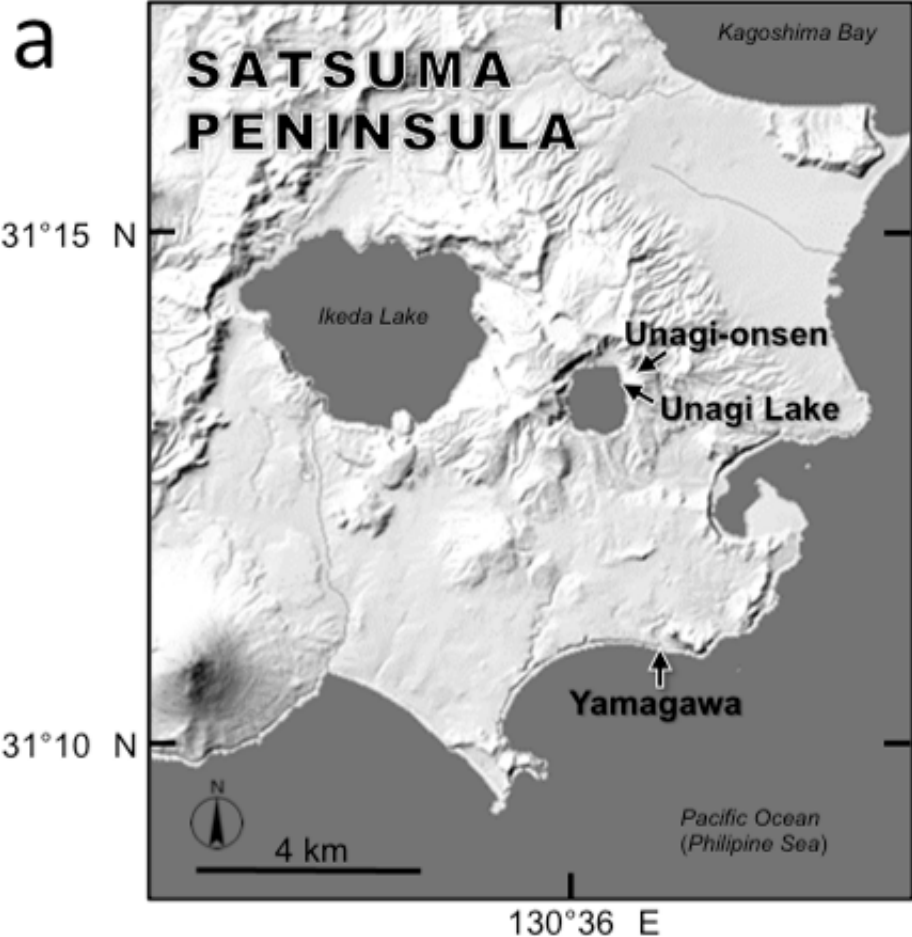 a
Kagoshima Bay
SATSUMA
PENINSULA
31°15 N
Ikeda Lake
Unagi-onsen
Unagi Lake
Yamagawa
31°10 N
N
4 km
Pacific Ocean
(Philipine Sea)
130°36 E